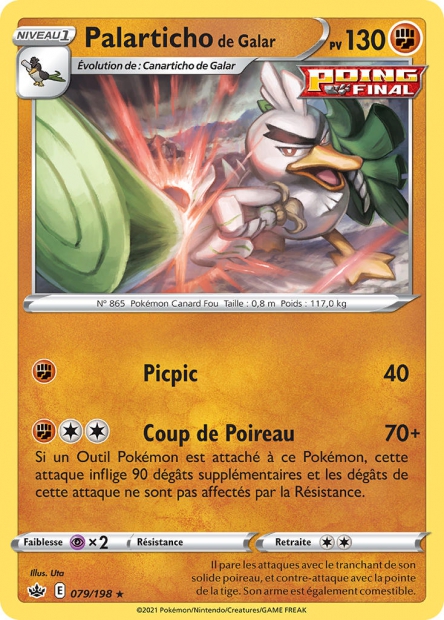 NIVEAU 1
Palarticho de Galar
PV 130
Évolution de : Canarticho de Galar
POING
FINAL
N° 865 Pokémon Canard Fou Taille : 0,8 m Poids : 117,0 kg
Picpic 40
Coup de Poireau 70+
Si un Outil Pokémon est attaché à ce Pokémon, cette
attaque inflige 90 dégâts supplémentaires et les dégâts de
cette attaque ne sont pas affectés par la Résistance.
Faiblesse ×2 Résistance Retraite
Illus. Uta
Il pare les attaques avec le tranchant de son
solide poireau, et contre-attaque avec la pointe
de la tige. Son arme est également comestible.
E 079/198 ★
©2021 Pokémon/Nintendo/Creatures/GAME FREAK